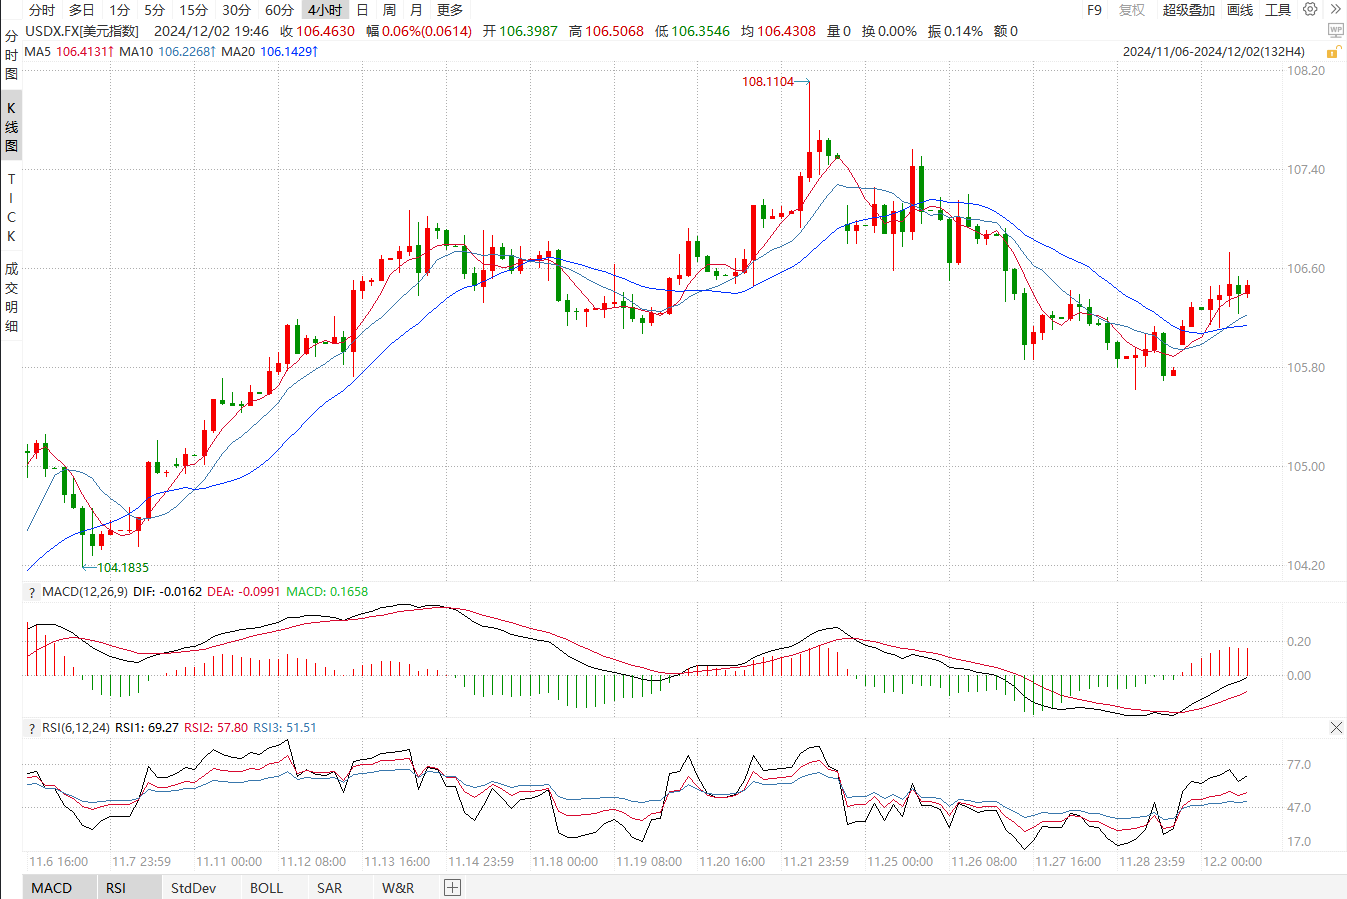 分时 多日 1分 5分 15分 30分 60分 4小时 日 周 月 更多 F9 复权 超级叠加 画线 工具
USDX.FX[美元指数] 2024/12/02 19:46 收 106.4630 幅 0.06%(0.0614) 开 106.3987 高 106.5068 低 106.3546 均 106.4308 量 0 换 0.00% 振 0.14% 额 0
WP
MA5 106.4131↑ MA10 106.2268↑ MA20 106.1429↑ 2024/11/06-2024/12/02(132H4)
分时图
K线图
TICK
成交明细
108.20
108.1104
107.40
106.60
105.80
105.00
104.20
104.1835
? MACD(12,26,9) DIF: -0.0162 DEA: -0.0991 MACD: 0.1658
0.20
0.00
? RSI(6,12,24) RSI1: 69.27 RSI2: 57.80 RSI3: 51.51
77.0
47.0
17.0
11.6 16:00 11.7 23:59 11.11 00:00 11.12 08:00 11.13 16:00 11.14 23:59 11.18 00:00 11.19 08:00 11.20 16:00 11.21 23:59 11.25 00:00 11.26 08:00 11.27 16:00 11.28 23:59 12.2 00:00
MACD RSI StdDev BOLL SAR W&R